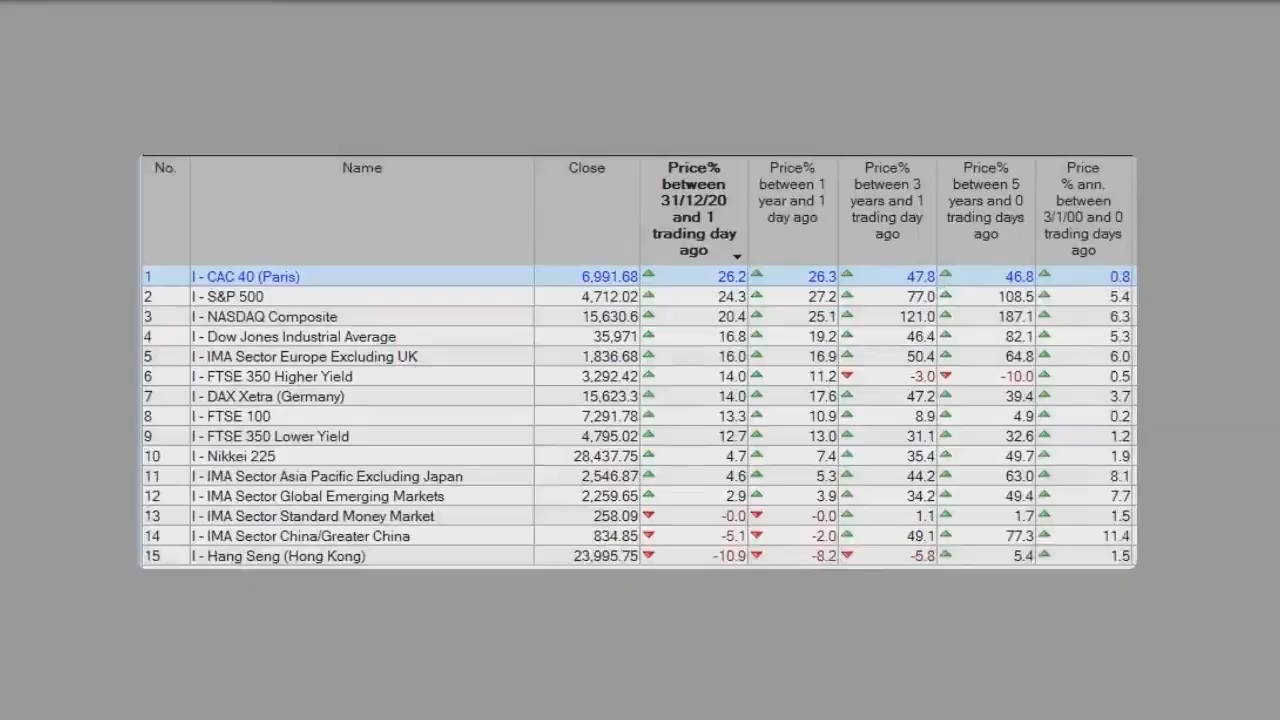 No. Name Close Price% between 31/12/20 and 1 trading day ago Price% between 1 year and 1 day ago Price% between 3 years and 1 trading day ago Price% between 5 years and 0 trading days ago Price % ann. between 3/1/00 and 0 trading days ago
1 I - CAC 40 (Paris) 6,991.68 26.2 26.3 47.8 46.8 0.8
2 I - S&P 500 4,712.02 24.3 27.2 77.0 108.5 5.4
3 I - NASDAQ Composite 15,630.6 20.4 25.1 121.0 187.1 6.3
4 I - Dow Jones Industrial Average 35,971 16.8 19.2 46.4 82.1 5.3
5 I - IMA Sector Europe Excluding UK 1,836.68 16.0 16.9 50.4 64.8 6.0
6 I - FTSE 350 Higher Yield 3,292.42 14.0 11.2 -3.0 -10.0 0.5
7 I - DAX Xetra (Germany) 15,623.3 14.0 17.6 47.2 39.4 3.7
8 I - FTSE 100 7,291.78 13.3 10.9 8.9 4.9 0.2
9 I - FTSE 350 Lower Yield 4,795.02 12.7 13.0 31.1 32.6 1.2
10 I - Nikkei 225 28,437.75 4.7 7.4 35.4 49.7 1.9
11 I - IMA Sector Asia Pacific Excluding Japan 2,546.87 4.6 5.3 44.2 63.0 8.1
12 I - IMA Sector Global Emerging Markets 2,259.65 2.9 3.9 34.2 49.4 7.7
13 I - IMA Sector Standard Money Market 258.09 -0.0 -0.0 1.1 1.7 1.5
14 I - IMA Sector China/Greater China 834.85 -5.1 -2.0 49.1 77.3 11.4
15 I - Hang Seng (Hong Kong) 23,995.75 -10.9 -8.2 -5.8 5.4 1.5